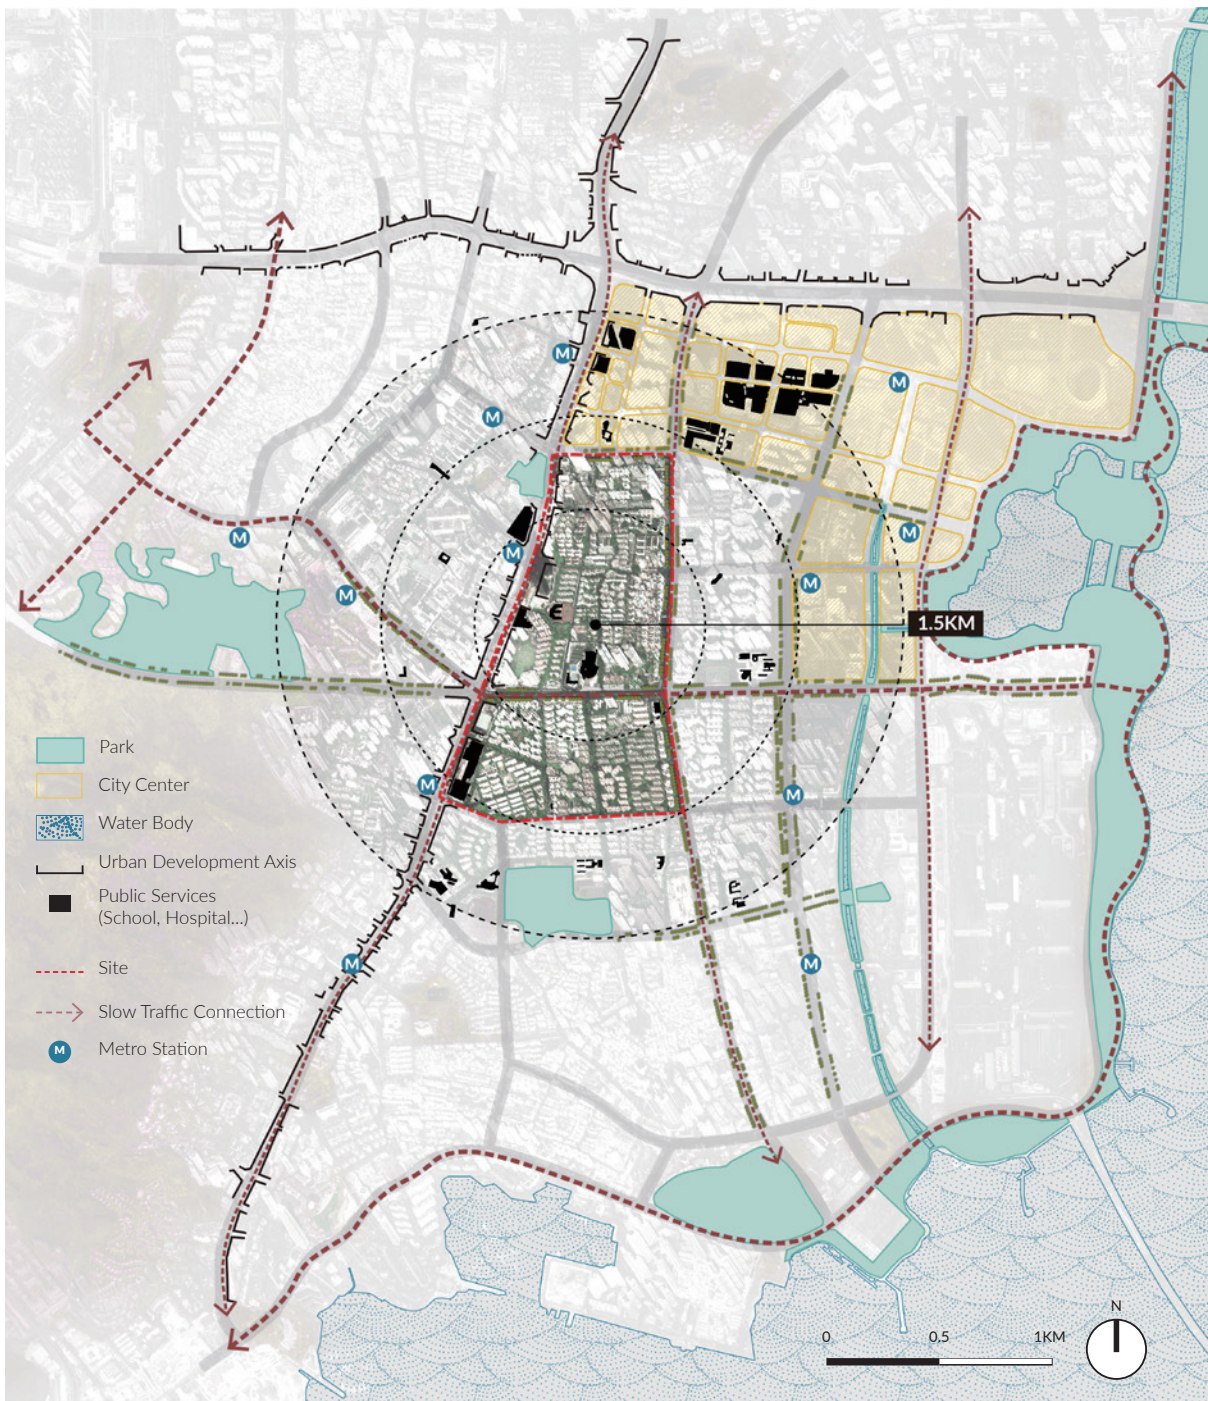 M
M
M
M
M
M
M
M
M
1.5KM
M
M
M
M
Park
City Center
Water Body
Urban Development Axis
Public Services
(School, Hospital...)
Site
Slow Traffic Connection
M
Metro Station
N
0 0.5 1KM